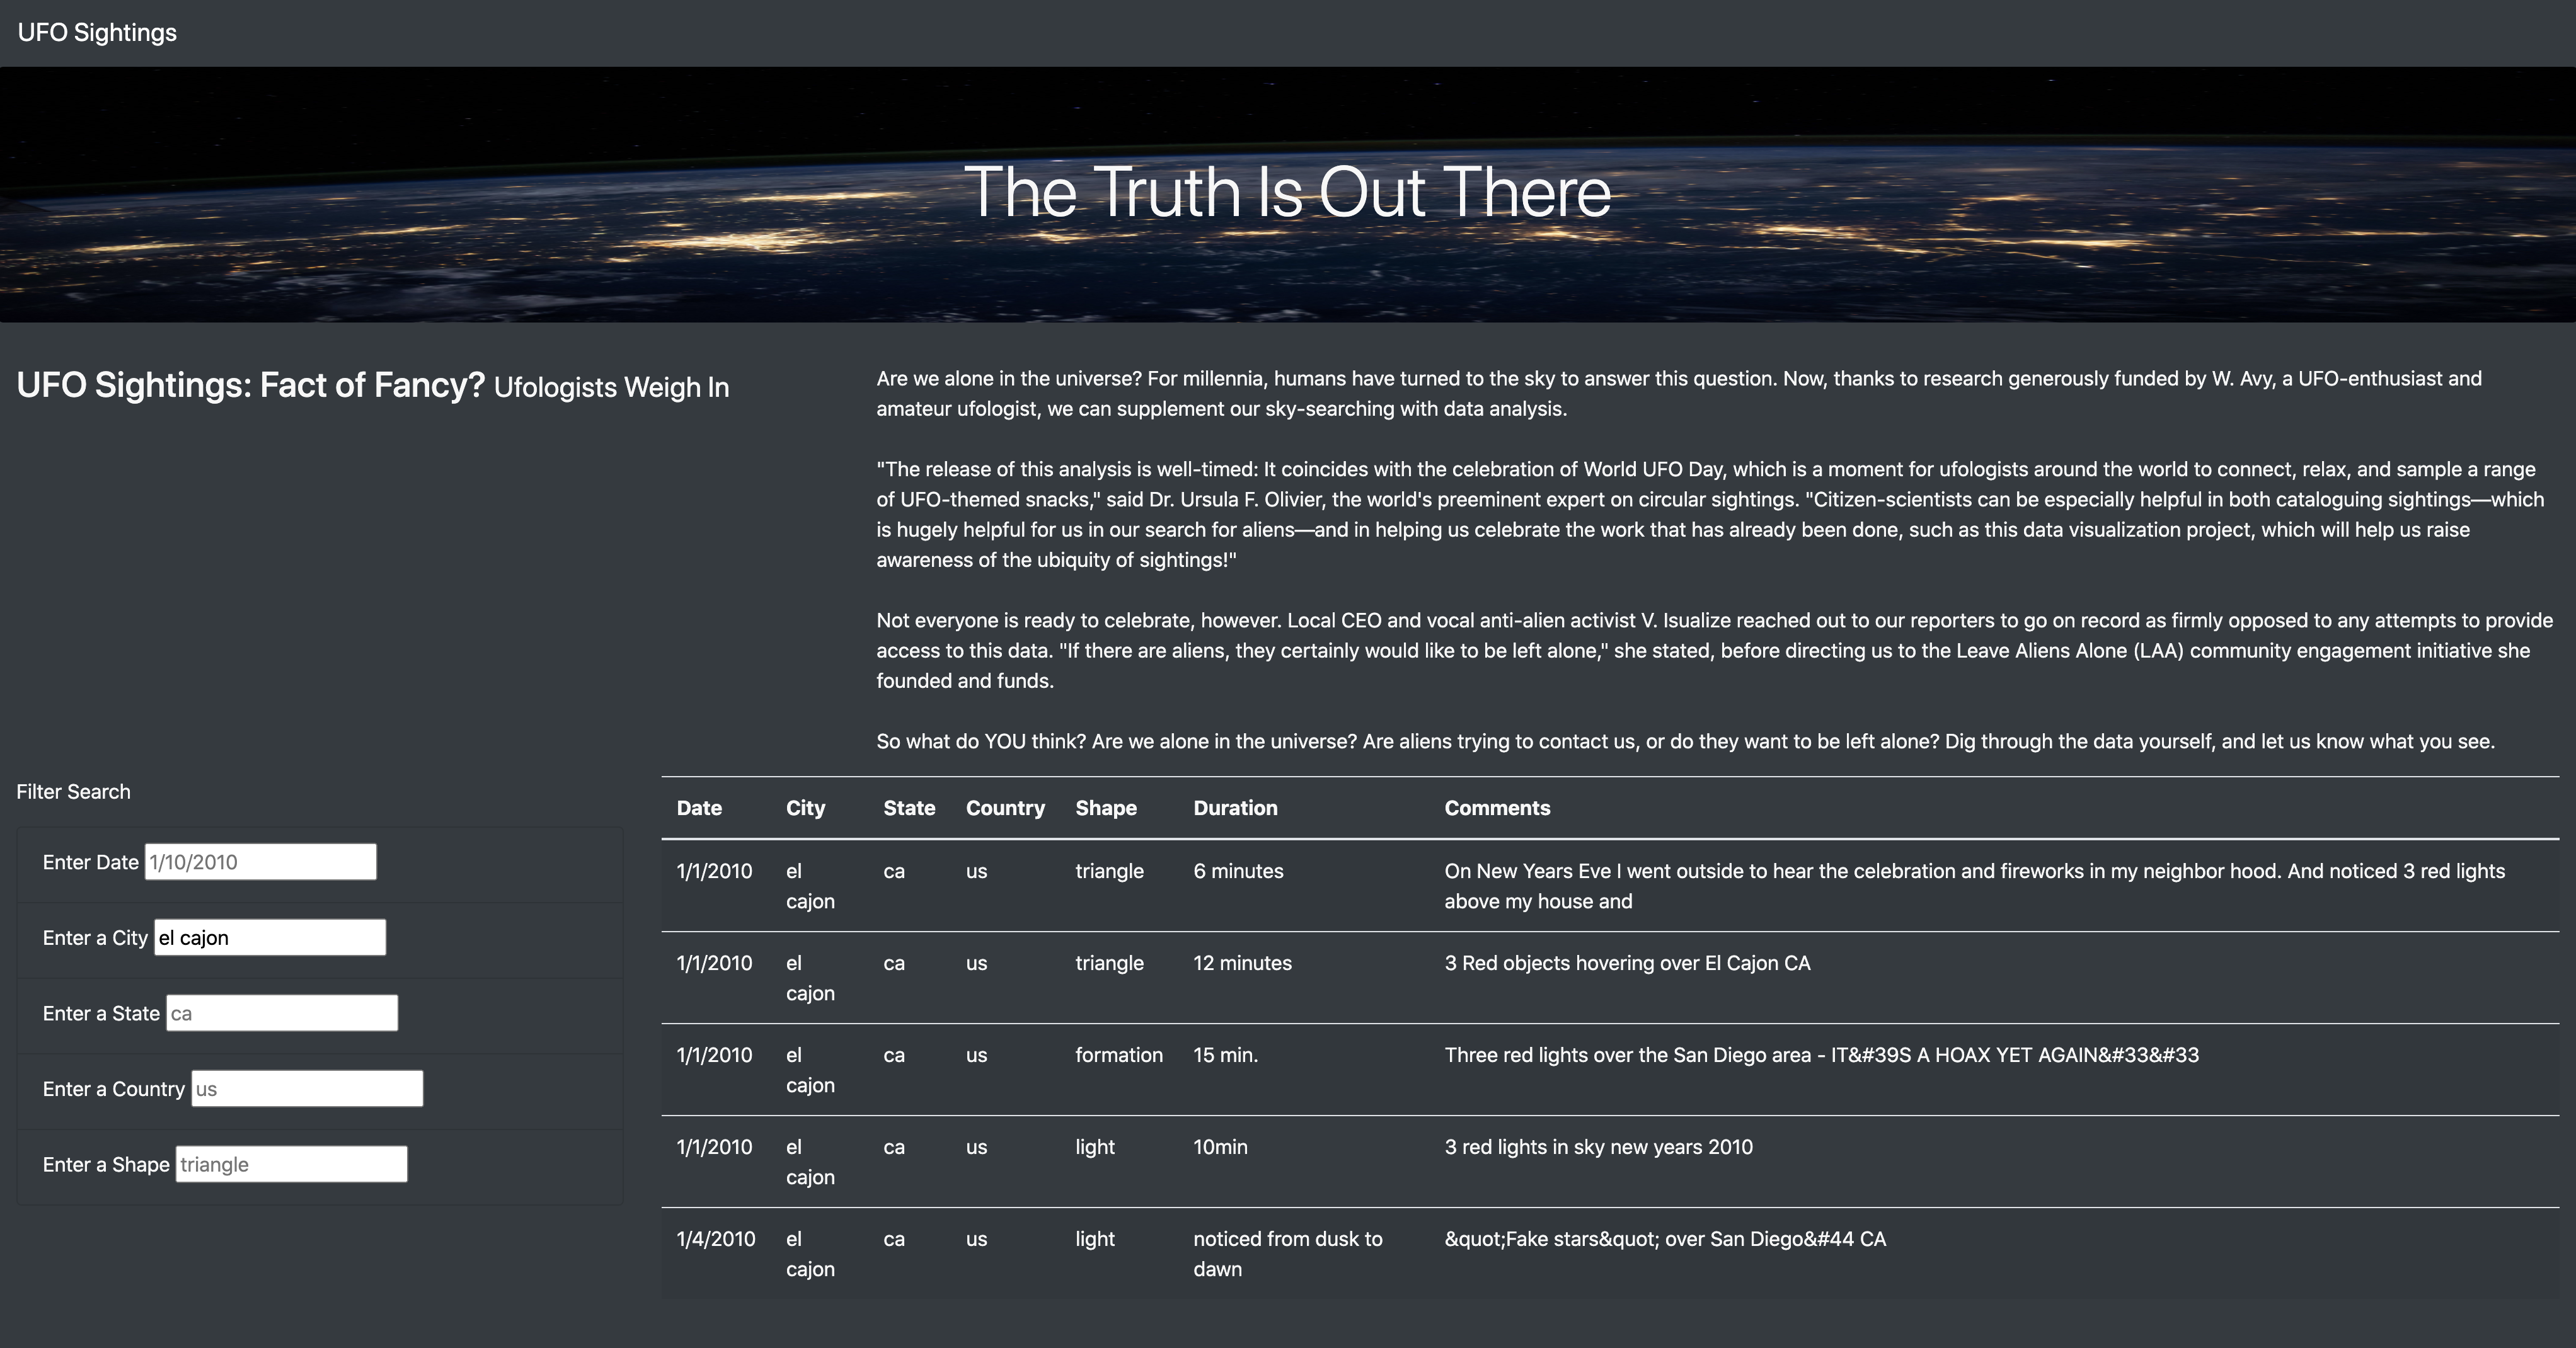 UFO Sightings
The Truth Is Out There
UFO Sightings: Fact of Fancy? Ufologists Weigh In
Are we alone in the universe? For millennia, humans have turned to the sky to answer this question. Now, thanks to research generously funded by W. Avy, a UFO-enthusiast and
amateur ufologist, we can supplement our sky-searching with data analysis.
"The release of this analysis is well-timed: It coincides with the celebration of World UFO Day, which is a moment for ufologists around the world to connect, relax, and sample a range
of UFO-themed snacks," said Dr. Ursula F. Olivier, the world's preeminent expert on circular sightings. "Citizen-scientists can be especially helpful in both cataloguing sightings—which
is hugely helpful for us in our search for aliens—and in helping us celebrate the work that has already been done, such as this data visualization project, which will help us raise
awareness of the ubiquity of sightings!"
Not everyone is ready to celebrate, however. Local CEO and vocal anti-alien activist V. Isualize reached out to our reporters to go on record as firmly opposed to any attempts to provide
access to this data. "If there are aliens, they certainly would like to be left alone," she stated, before directing us to the Leave Aliens Alone (LAA) community engagement initiative she
founded and funds.
So what do YOU think? Are we alone in the universe? Are aliens trying to contact us, or do they want to be left alone? Dig through the data yourself, and let us know what you see.
Filter Search
Enter Date 1/10/2010
Enter a City el cajon
Enter a State ca
Enter a Country us
Enter a Shape triangle
Date City State Country Shape Duration Comments
1/1/2010 el ca us triangle 6 minutes On New Years Eve I went outside to hear the celebration and fireworks in my neighbor hood. And noticed 3 red lights
cajon above my house and
1/1/2010 el ca us triangle 12 minutes 3 Red objects hovering over El Cajon CA
cajon
1/1/2010 el ca us formation 15 min. Three red lights over the San Diego area - IT&#39S A HOAX YET AGAIN&#33&#33
cajon
1/1/2010 el ca us light 10min 3 red lights in sky new years 2010
cajon
1/4/2010 el ca us light noticed from dusk to &quot;Fake stars&quot; over San Diego&#44 CA
cajon dawn